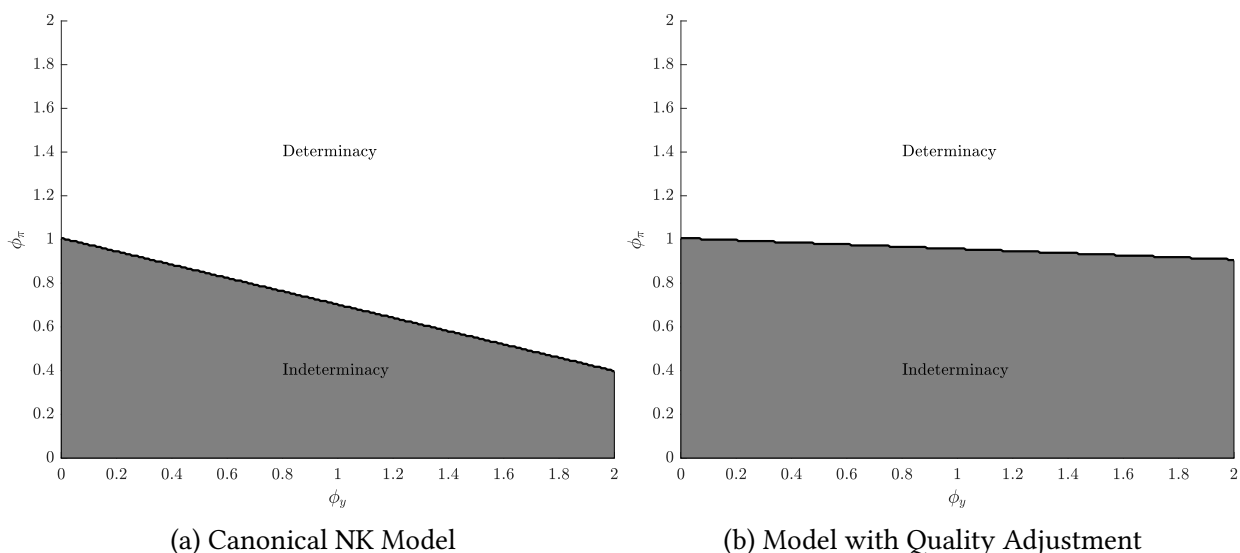 2
1.8
1.6
1.4
1.2
1
0.8
0.6
0.4
0.2
0
ϕ_π
Determinacy
Indeterminacy
0 0.2 0.4 0.6 0.8 1 1.2 1.4 1.6 1.8 2
ϕ_y
(a) Canonical NK Model
2
1.8
1.6
1.4
1.2
1
0.8
0.6
0.4
0.2
0
ϕ_π
Determinacy
Indeterminacy
0 0.2 0.4 0.6 0.8 1 1.2 1.4 1.6 1.8 2
ϕ_y
(b) Model with Quality Adjustment